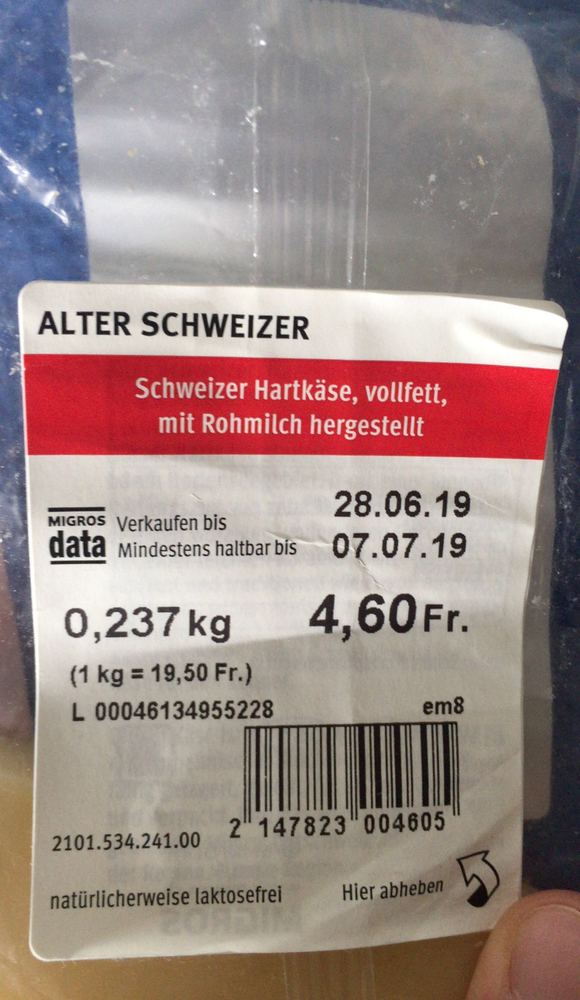 ALTER SCHWEIZER
Schweizer Hartkäse, vollfett,
mit Rohmilch hergestellt
MIGROS
data
Verkaufen bis 28.06.19
Mindestens haltbar bis 07.07.19
0,237 kg 4,60 Fr.
(1 kg = 19,50 Fr.)
L 00046134955228 em8
2 147823 004605
2101.534.241.00
natürlicherweise laktosefrei Hier abheben
MIGROS